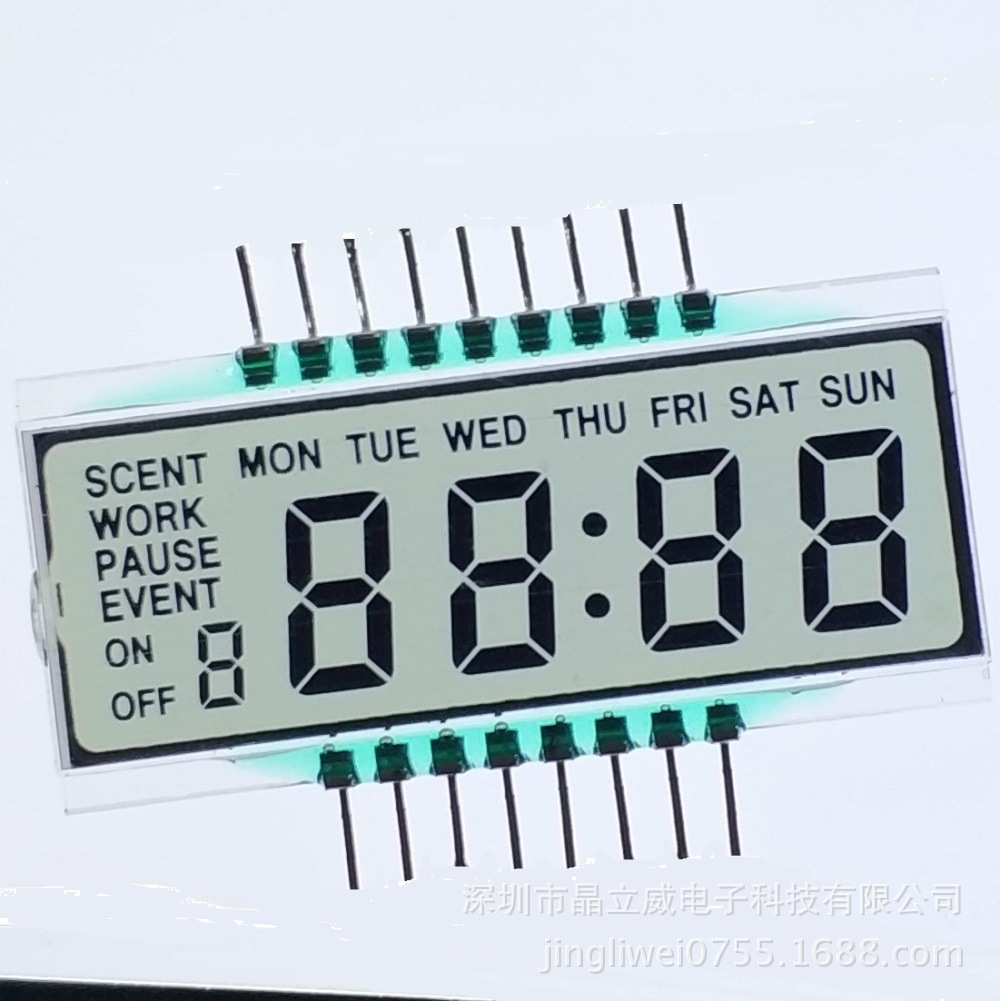 MON TUE WED THU FRI SAT SUN
SCENT
WORK
PAUSE
EVENT
ON
OFF
8
88:88
深圳市晶立威电子科技有限公司
jingliwei0755.1688.com